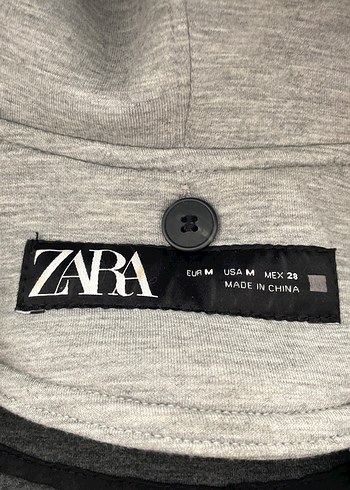 ZARA
EUR M USA M MEX 28
MADE IN CHINA